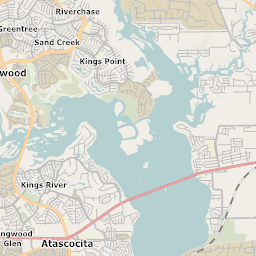 Riverchase
Greentree
Sand Creek
Kings Point
wood
Kings River
ngwood
Glen
Atascocita